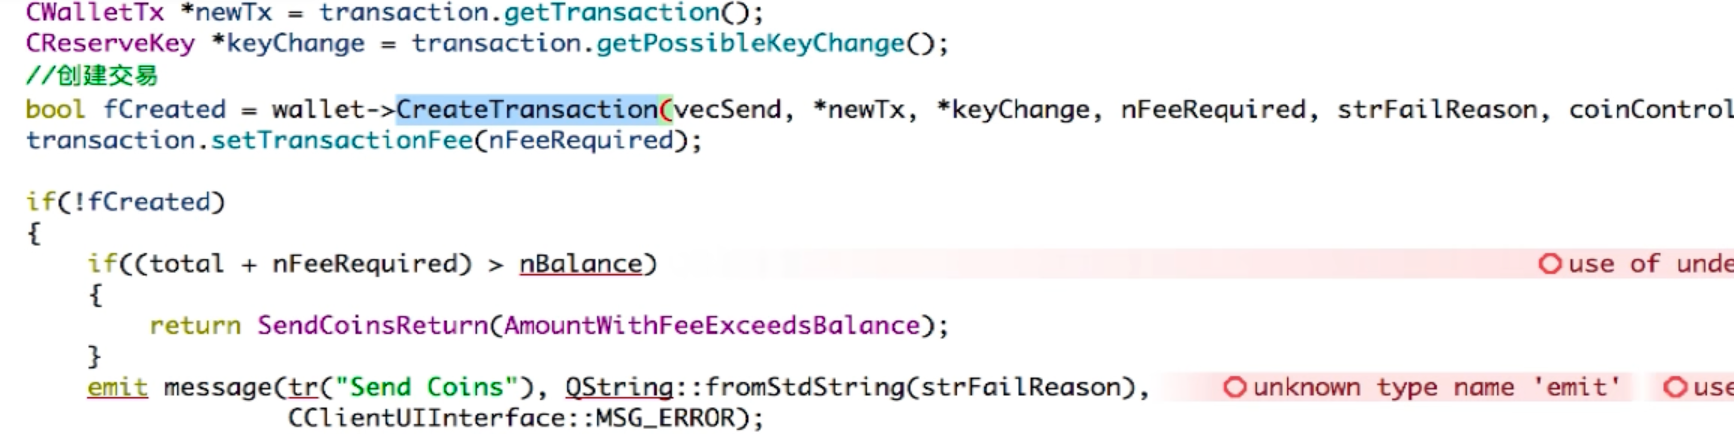 CWalletTx *newTx = transaction.getTransaction();
CReserveKey *keyChange = transaction.getPossibleKeyChange();
//创建交易
bool fCreated = wallet->CreateTransaction(vecSend, *newTx, *keyChange, nFeeRequired, strFailReason, coinControl
transaction.setTransactionFee(nFeeRequired);
if(!fCreated)
{
if((total + nFeeRequired) > nBalance) use of unde
{
return SendCoinsReturn(AmountWithFeeExceedsBalance);
}
emit message(tr("Send Coins"), QString::fromStdString(strFailReason), unknown type name 'emit' use
CClientUIInterface::MSG_ERROR);